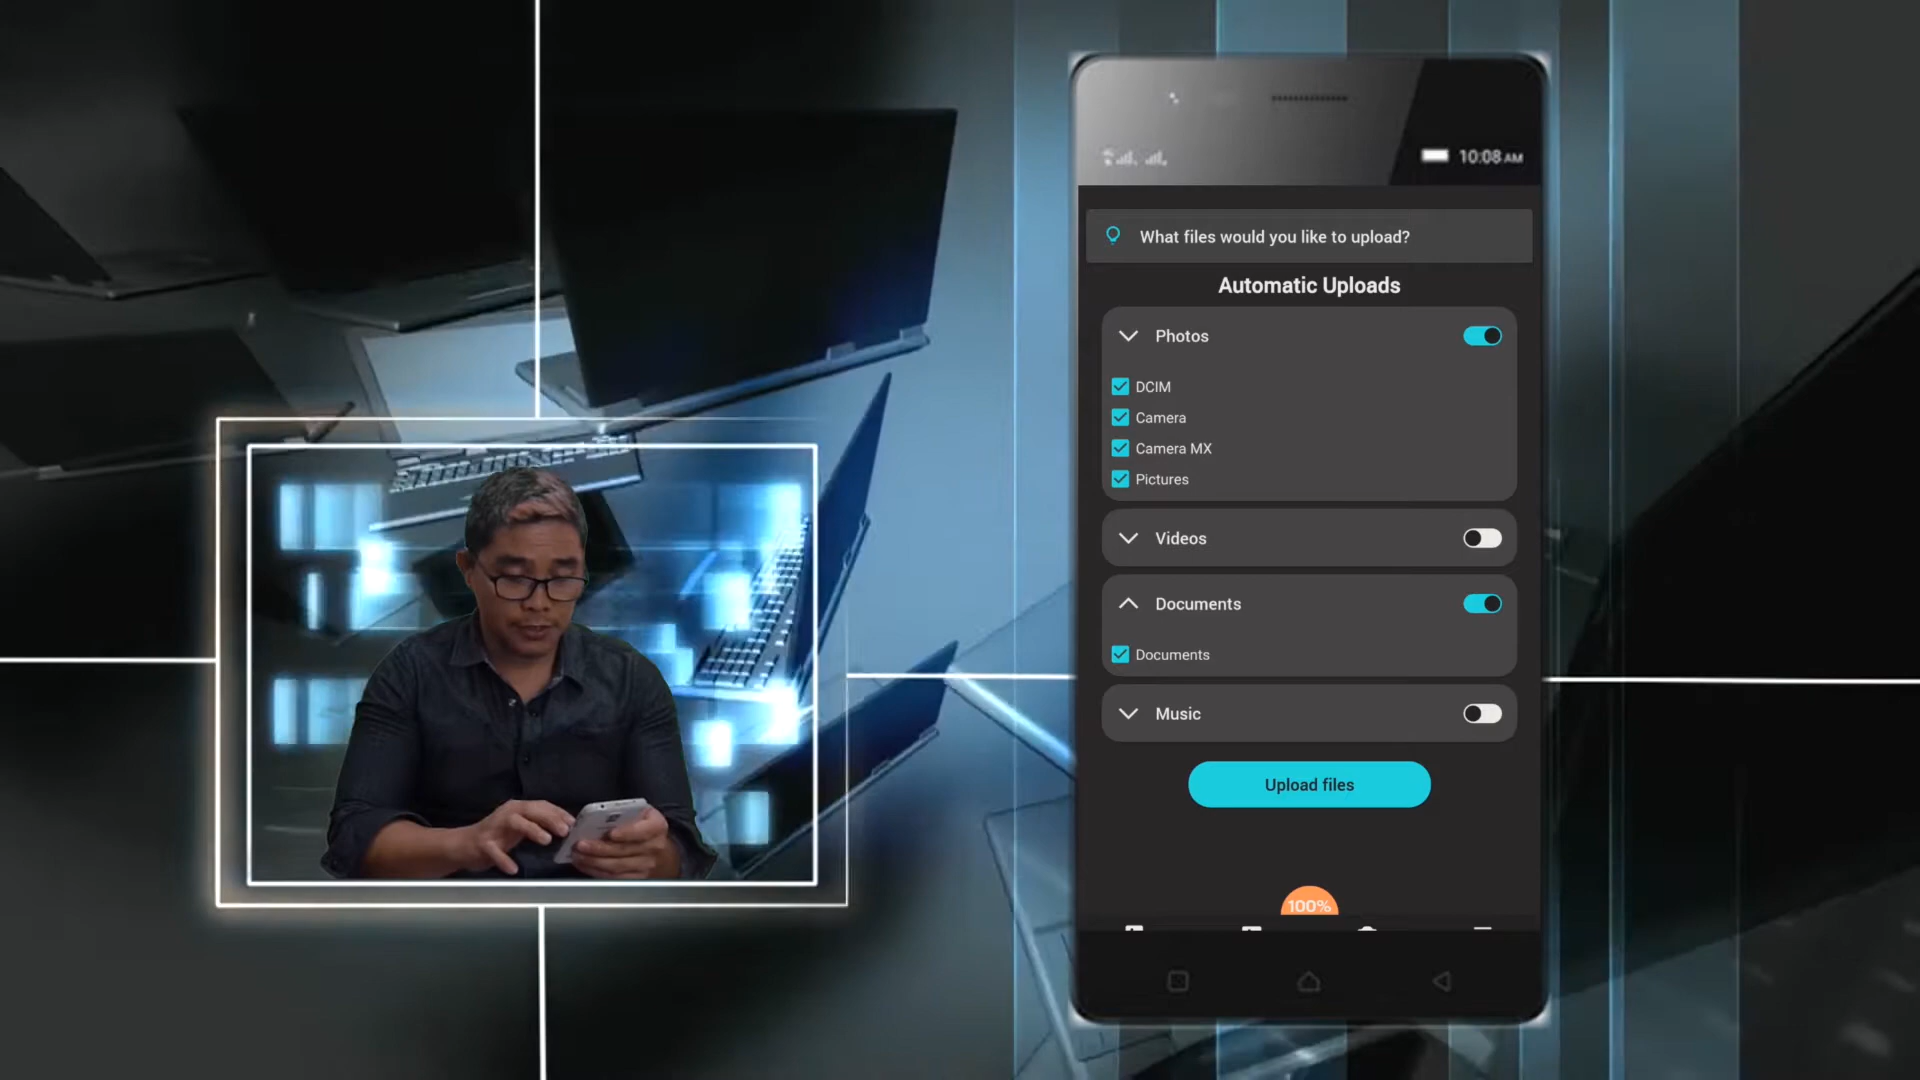 10:08 AM
What files would you like to upload?
Automatic Uploads
Photos
DCIM
Camera
Camera MX
Pictures
Videos
Documents
Documents
Music
Upload files
100%